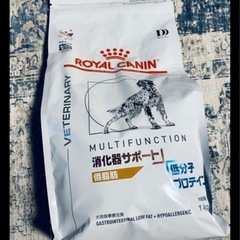 ROYAL CANIN
VETERINARY
MULTIFUNCTION
消化器サポート
低脂肪
低分子
プロテイン
GASTROINTESTINAL LOW FAT + HYPOALLERGENIC
1kg